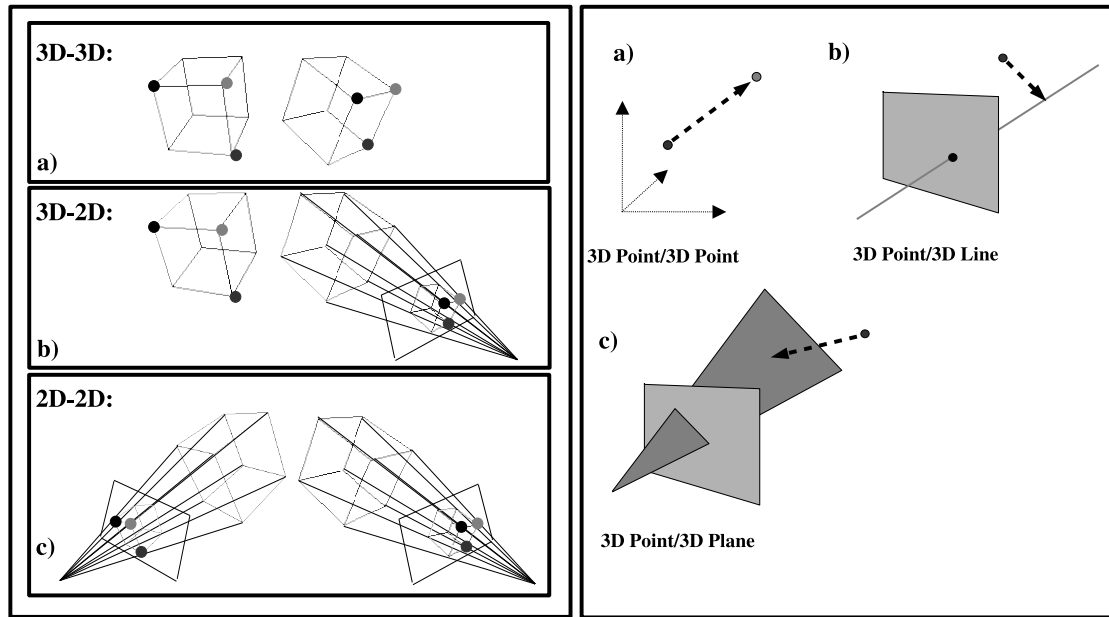 3D-3D:
a)
3D-2D:
b)
2D-2D:
c)
a)
3D Point/3D Point
b)
3D Point/3D Line
c)
3D Point/3D Plane